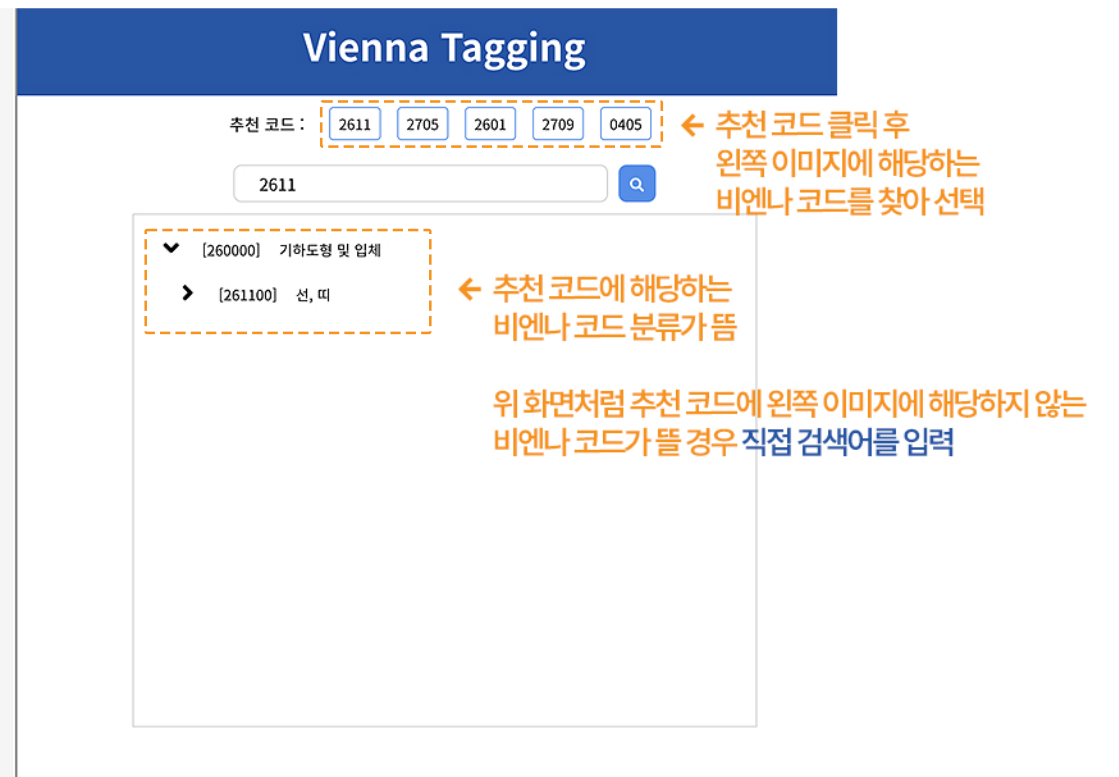 Vienna Tagging
추천 코드 : 2611 2705 2601 2709 0405
← 추천 코드 클릭 후
왼쪽 이미지에 해당하는
비엔나 코드를 찾아 선택
2611
[260000] 기하도형 및 입체
[261100] 선, 띠
← 추천 코드에 해당하는
비엔나 코드 분류가 뜸
위 화면처럼 추천 코드에 왼쪽 이미지에 해당하지 않는
비엔나 코드가 뜰 경우 직접 검색어를 입력